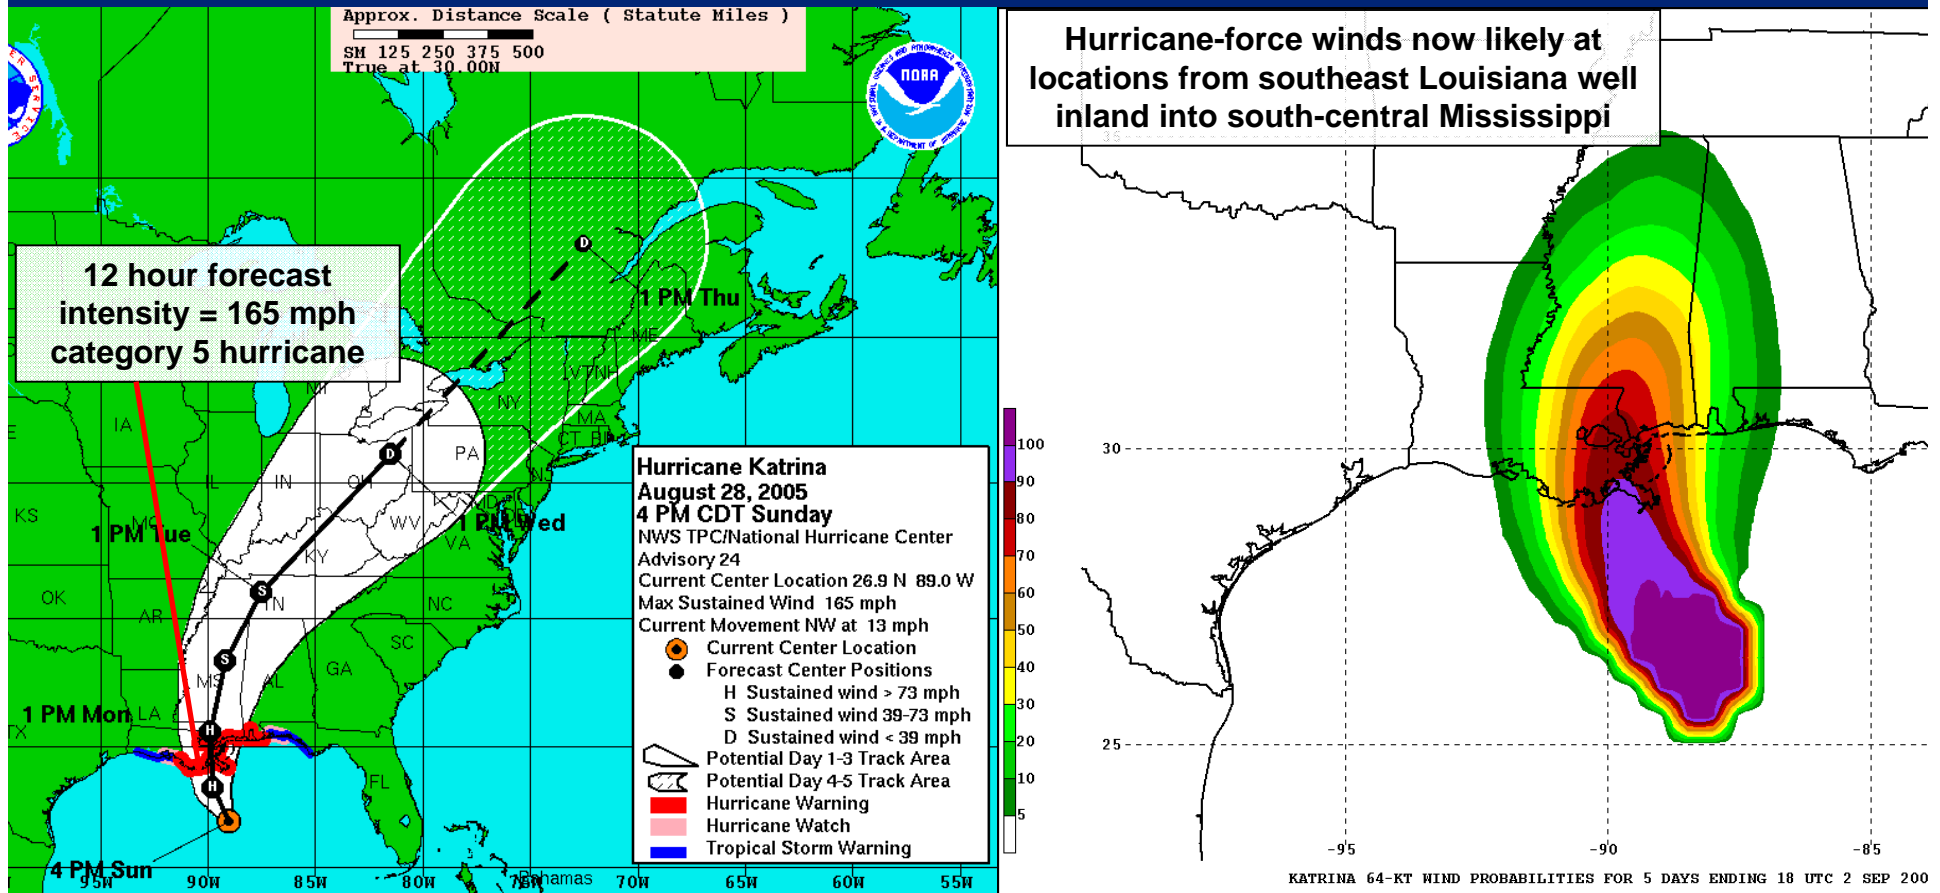 Approx. Distance Scale ( Statute Miles )
SM 125 250 375 500
True at 30.00N
NOAA
Hurricane-force winds now likely at
locations from southeast Louisiana well
inland into south-central Mississippi
12 hour forecast
intensity = 165 mph
category 5 hurricane
1 PM Thu
ME
VT
NH
NY
MA
CT
MI
IA
PA
NJ
IL
IN
OH
MD
KS
MO
WV
1 PM Wed
1 PM Tue
VA
KY
OK
TN
NC
AR
SC
MS
AL
GA
1 PM Mon
LA
TX
FL
4 PM Sun
Bahamas
95W 90W 85W 80W 75W 70W 65W 60W 55W
D
D
S
S
H
H
Hurricane Katrina
August 28, 2005
4 PM CDT Sunday
NWS TPC/National Hurricane Center
Advisory 24
Current Center Location 26.9 N 89.0 W
Max Sustained Wind 165 mph
Current Movement NW at 13 mph
Current Center Location
Forecast Center Positions
H Sustained wind > 73 mph
S Sustained wind 39-73 mph
D Sustained wind < 39 mph
Potential Day 1-3 Track Area
Potential Day 4-5 Track Area
Hurricane Warning
Hurricane Watch
Tropical Storm Warning
100
90
80
70
60
50
40
30
20
10
5
35
30
25
-95 -90 -85
KATRINA 64-KT WIND PROBABILITIES FOR 5 DAYS ENDING 18 UTC 2 SEP 200